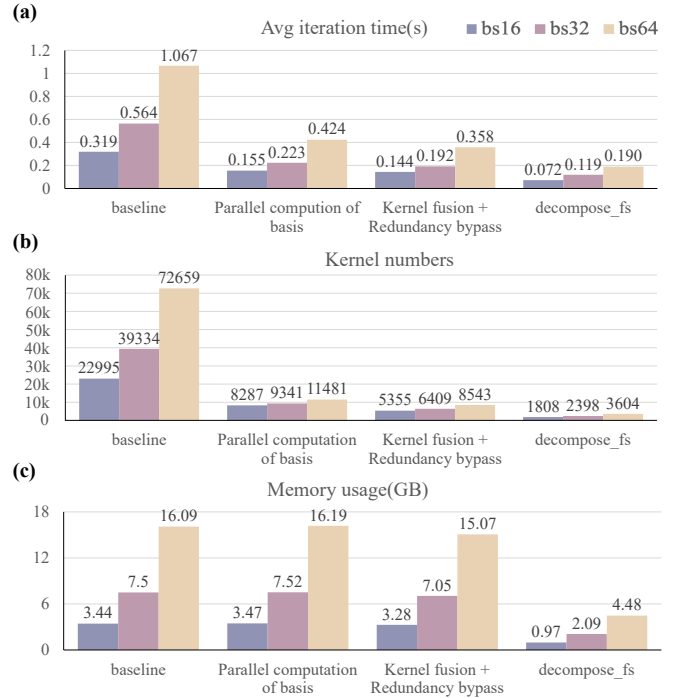 (a)
Avg iteration time(s)
bs16 bs32 bs64
1.2
1
0.8
0.6
0.4
0.2
0
0.319 0.564 1.067
0.155 0.223 0.424
0.144 0.192 0.358
0.072 0.119 0.190
baseline
Parallel compution of
basis
Kernel fusion +
Redundancy bypass
decompose_fs
(b)
Kernel numbers
80k
70k
60k
50k
40k
30k
20k
10k
0
22995 39334 72659
8287 9341 11481
5355 6409 8543
1808 2398 3604
baseline
Parallel computation
of basis
Kernel fusion +
Redundancy bypass
decompose_fs
(c)
Memory usage(GB)
18
12
6
0
3.44 7.5 16.09
3.47 7.52 16.19
3.28 7.05 15.07
0.97 2.09 4.48
baseline
Parallel computation
of basis
Kernel fusion +
Redundancy bypass
decompose_fs